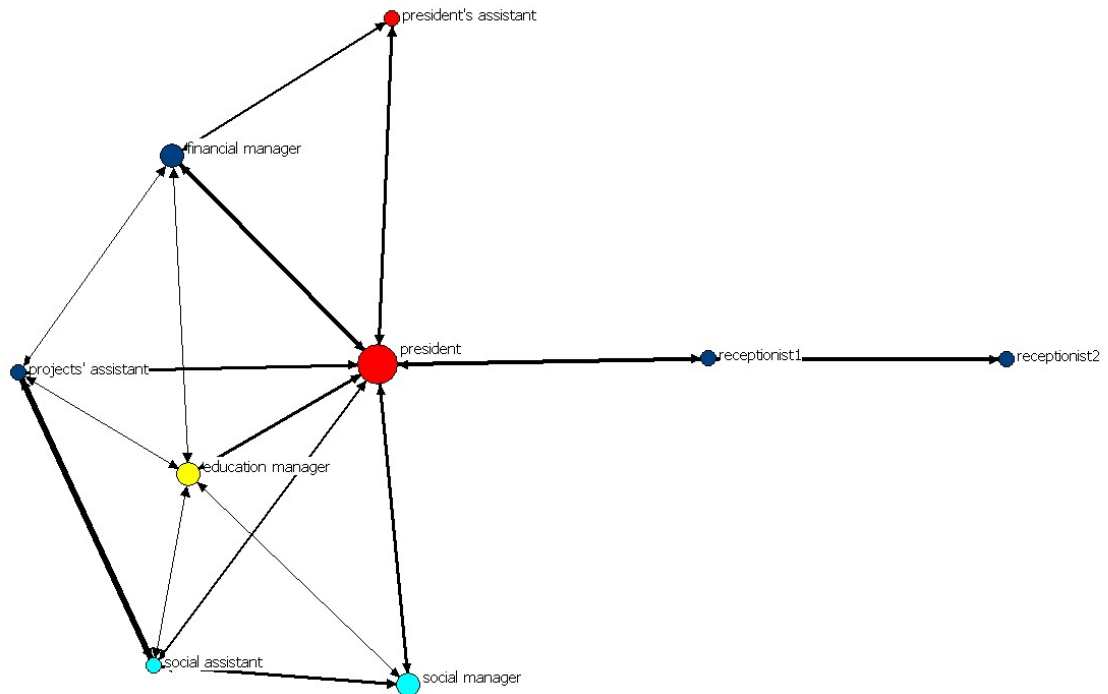 president's assistant
financial manager
president
receptionist1
receptionist2
projects' assistant
education manager
social assistant
social manager